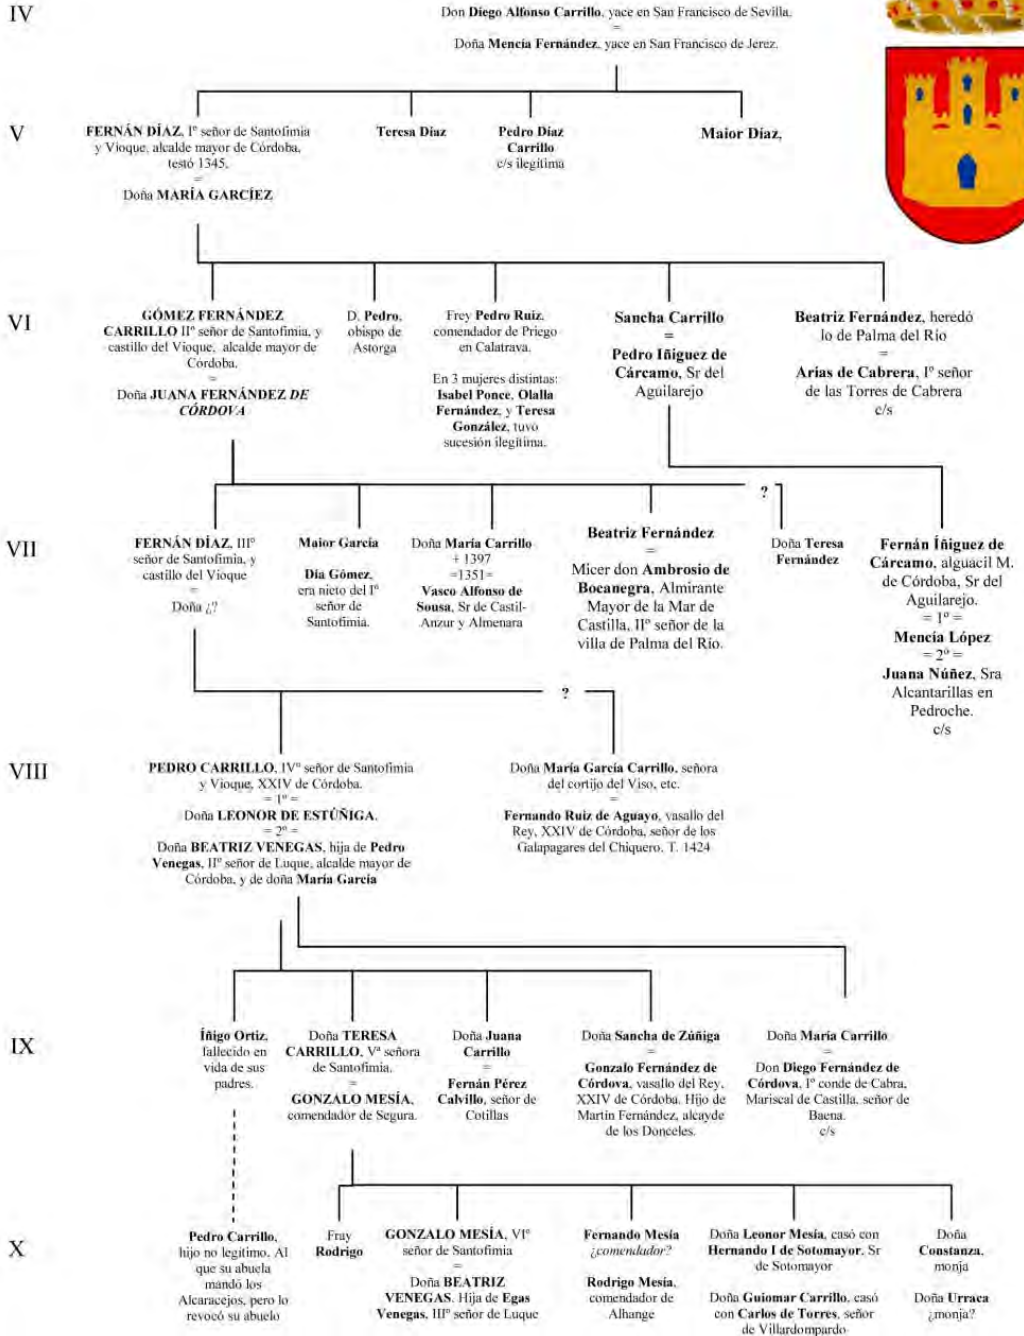 IV
Don Diego Alfonso Carrillo, yace en San Francisco de Sevilla.
=
Doña Mencía Fernández, yace en San Francisco de Jerez.
V
FERNÁN DÍAZ, Iº señor de Santofimia
y Vioque, alcalde mayor de Córdoba,
testó 1345.
=
Doña MARÍA GARCÍEZ
Teresa Díaz
Pedro Díaz
Carrillo
c/s ilegítima
Maior Díaz,
VI
GÓMEZ FERNÁNDEZ
CARRILLO IIº señor de Santofimia, y
castillo del Vioque, alcalde mayor de
Córdoba.
=
Doña JUANA FERNÁNDEZ DE
CÓRDOVA
D. Pedro,
obispo de
Astorga
Frey Pedro Ruiz,
comendador de Priego
en Calatrava.
En 3 mujeres distintas:
Isabel Ponce, Olalla
Fernández, y Teresa
González, tuvo
sucesión ilegítima.
Sancha Carrillo
=
Pedro Iñiguez de
Cárcamo, Sr del
Aguilarejo
Beatriz Fernández, heredó
lo de Palma del Río
=
Arias de Cabrera, Iº señor
de las Torres de Cabrera
c/s
?
VII
FERNÁN DÍAZ, IIIº
señor de Santofimia, y
castillo del Vioque
=
Doña ¿?
Maior García
Día Gómez,
era nieto del Iº
señor de
Santofimia.
Doña María Carrillo
+ 1397
=1351=
Vasco Alfonso de
Sousa, Sr de Castil-
Anzur y Almenara
Beatriz Fernández
=
Micer don Ambrosio de
Bocanegra, Almirante
Mayor de la Mar de
Castilla, IIº señor de la
villa de Palma del Río.
Doña Teresa
Fernández
Fernán Íñiguez de
Cárcamo, alguacil M.
de Córdoba, Sr del
Aguilarejo.
= 1º =
Mencía López
= 2º =
Juana Núñez, Sra
Alcantarillas en
Pedroche.
c/s
?
VIII
PEDRO CARRILLO, IVº señor de Santofimia
y Vioque, XXIV de Córdoba.
= 1º =
Doña LEONOR DE ESTÚÑIGA.
= 2º =
Doña BEATRIZ VENEGAS, hija de Pedro
Venegas, IIº señor de Luque, alcalde mayor de
Córdoba, y de doña María García
Doña María García Carrillo, señora
del cortijo del Viso, etc.
=
Fernando Ruiz de Aguayo, vasallo del
Rey, XXIV de Córdoba, señor de los
Galapagares del Chiquero. T. 1424
IX
Íñigo Ortiz,
fallecido en
vida de sus
padres.
Doña TERESA
CARRILLO, Vª señora
de Santofimia.
=
GONZALO MESÍA,
comendador de Segura.
Doña Juana
Carrillo
=
Fernán Pérez
Calvillo, señor de
Cotillas
Doña Sancha de Zúñiga
=
Gonzalo Fernández de
Córdova, vasallo del Rey,
XXIV de Córdoba. Hijo de
Martín Fernández, alcayde
de los Donceles.
Doña María Carrillo
=
Don Diego Fernández de
Córdova, Iº conde de Cabra,
Mariscal de Castilla, señor de
Baena.
c/s
X
Pedro Carrillo,
hijo no legítimo. Al
que su abuela
mandó los
Alcaracejos, pero lo
revocó su abuelo
Fray
Rodrigo
GONZALO MESÍA, VIº
señor de Santofimia
=
Doña BEATRIZ
VENEGAS. Hija de Egas
Venegas, IIIº señor de Luque
Fernando Mesía
¿comendador?
Rodrigo Mesía,
comendador de
Alhange
Doña Leonor Mesía, casó con
Hernando I de Sotomayor, Sr
de Sotomayor
Doña Guiomar Carrillo, casó
con Carlos de Torres, señor
de Villardompardo
Doña
Constanza,
monja
Doña Urraca
¿monja?